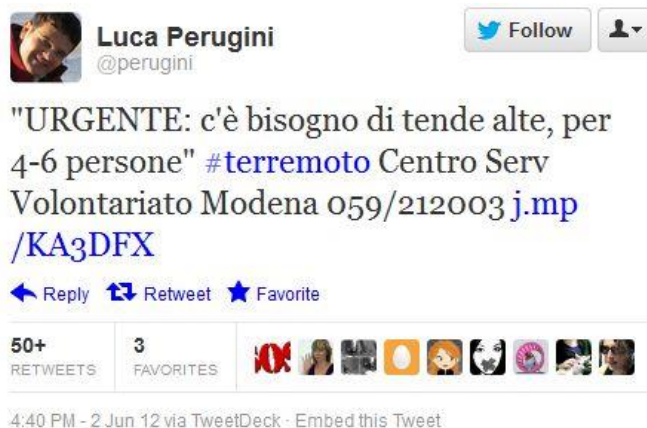 Luca Perugini
@perugini
Follow
"URGENTE: c'è bisogno di tende alte, per
4-6 persone" #terremoto Centro Serv
Volontariato Modena 059/212003 j.mp
/KA3DFX
Reply Retweet Favorite
50+
RETWEETS
3
FAVORITES
4:40 PM - 2 Jun 12 via TweetDeck · Embed this Tweet